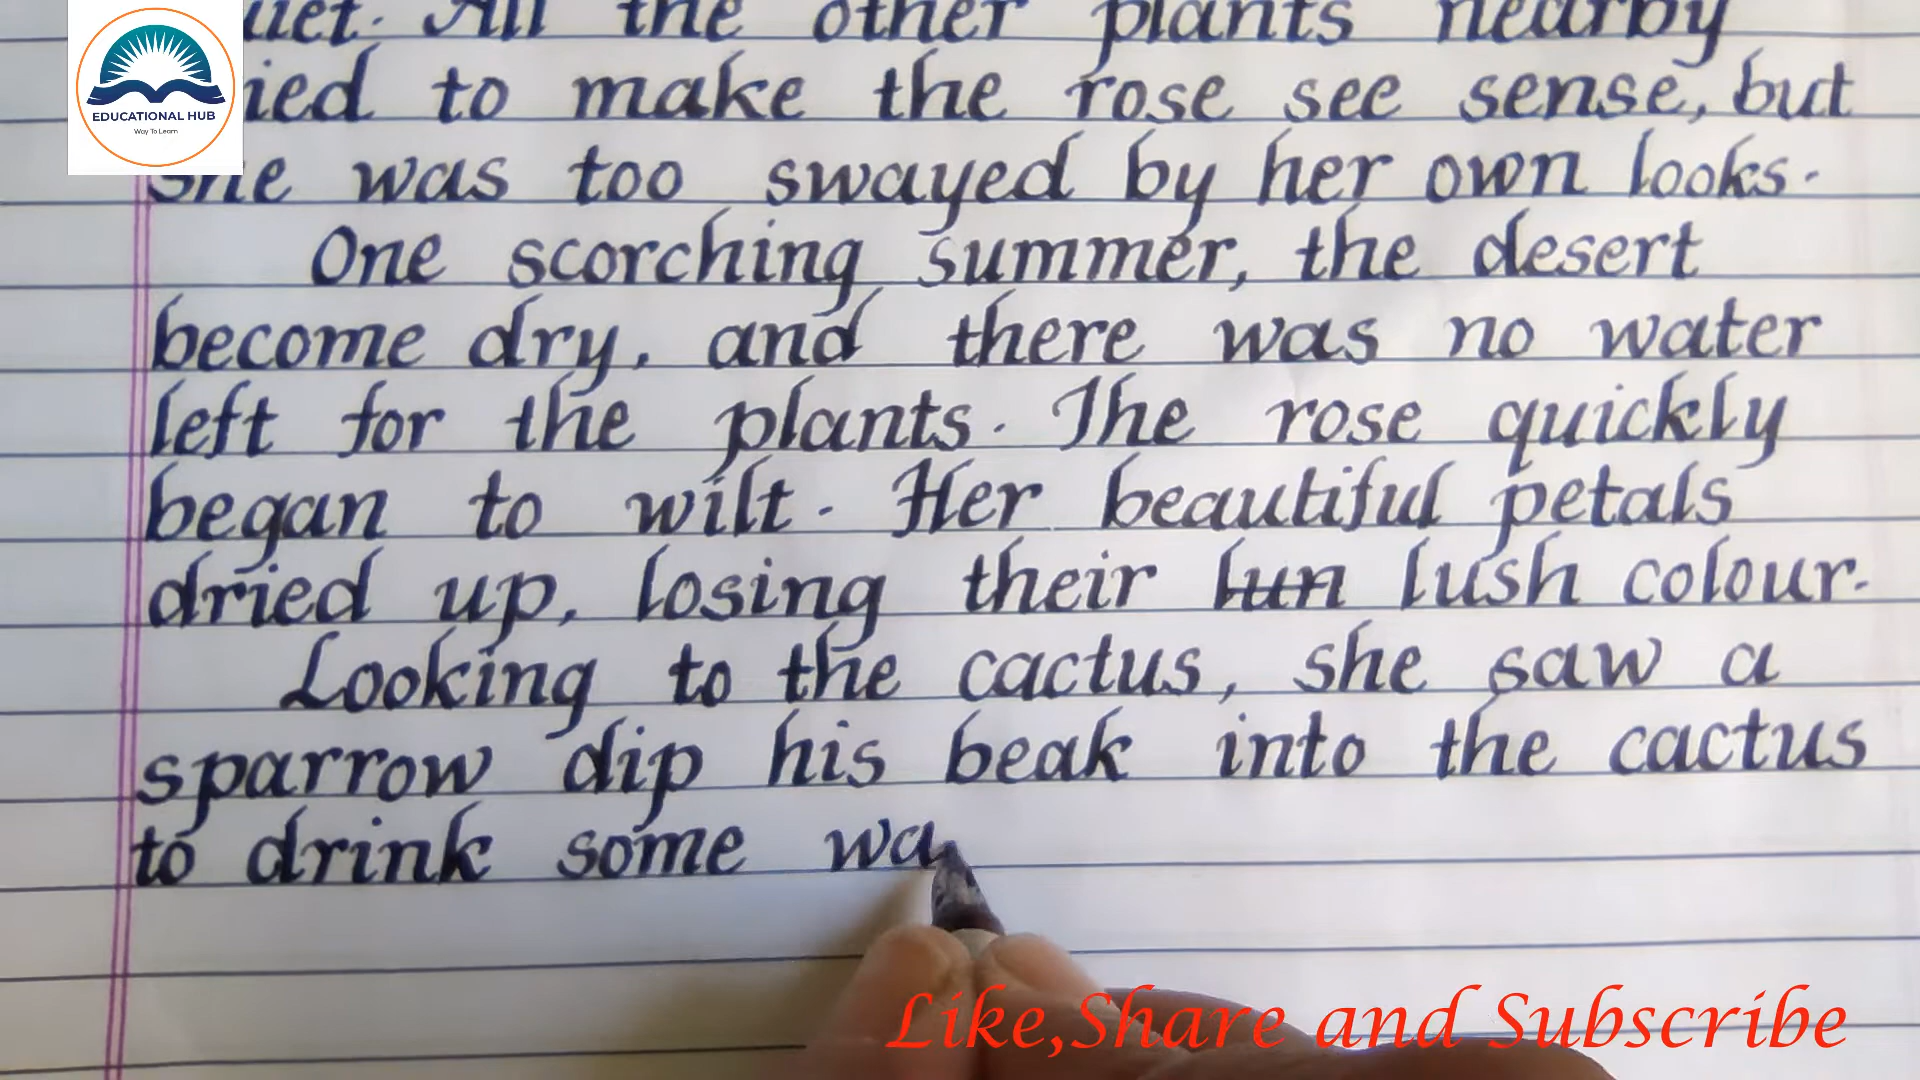 All the other plants nearby
EDUCATIONAL HUB
Way To Learn
ied to make the rose see sense, but
she was too swayed by her own looks.
One scorching summer, the desert
become dry, and there was no water
left for the plants. The rose quickly
began to wilt. Her beautiful petals
dried up, losing their lun lush colour.
Looking to the cactus, she saw a
sparrow dip his beak into the cactus
to drink some wa
Like,Share and Subscribe